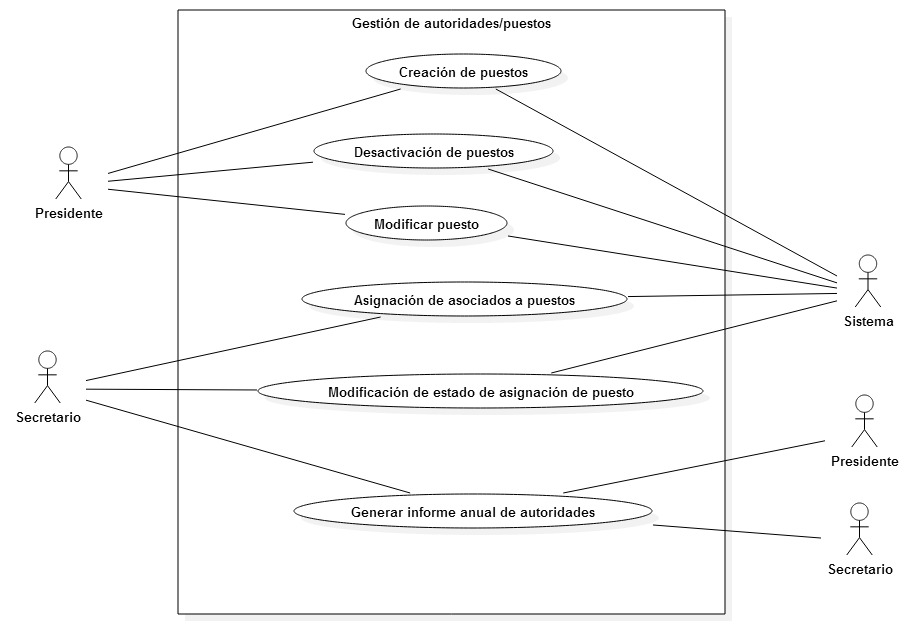 Gestión de autoridades/puestos
Creación de puestos
Desactivación de puestos
Presidente
Modificar puesto
Asignación de asociados a puestos
Sistema
Modificación de estado de asignación de puesto
Secretario
Presidente
Generar informe anual de autoridades
Secretario